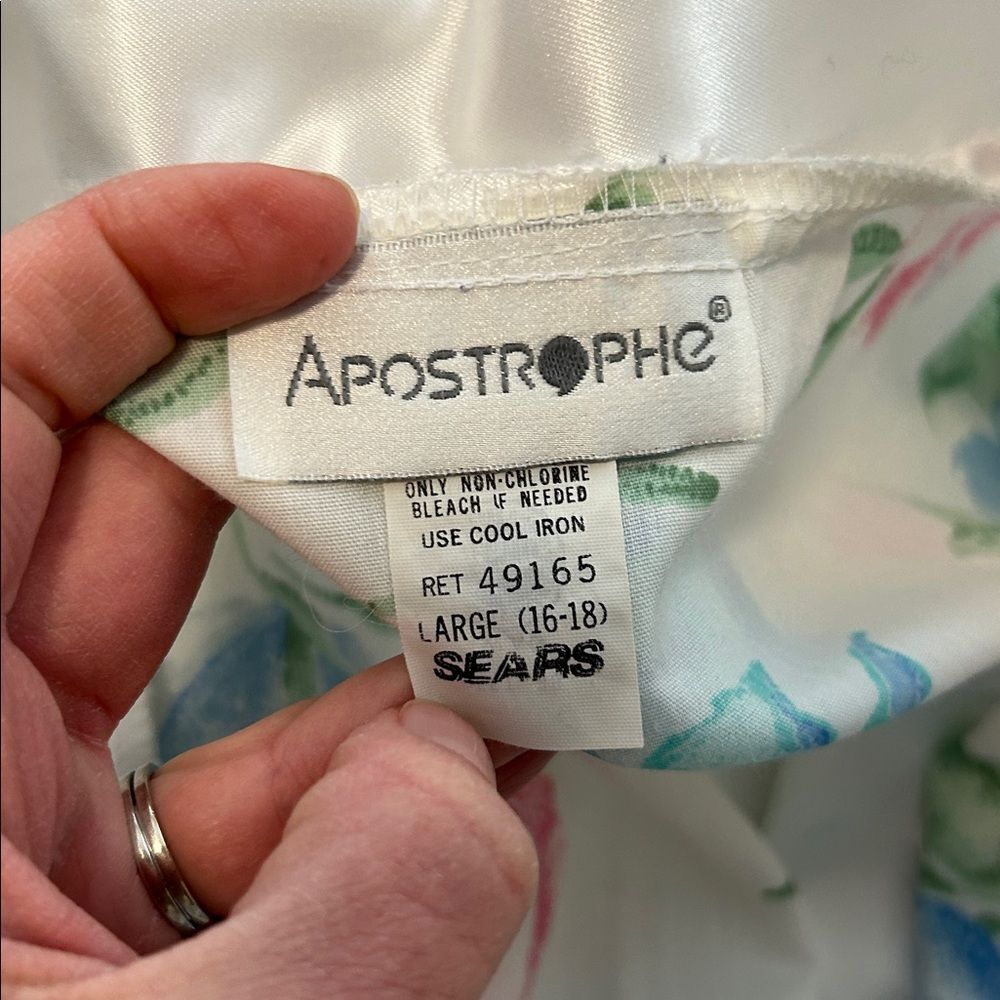 APOSTROPHe®
ONLY NON-CHLORINE
BLEACH IF NEEDED
USE COOL IRON
RET 49165
LARGE (16-18)
SEARS